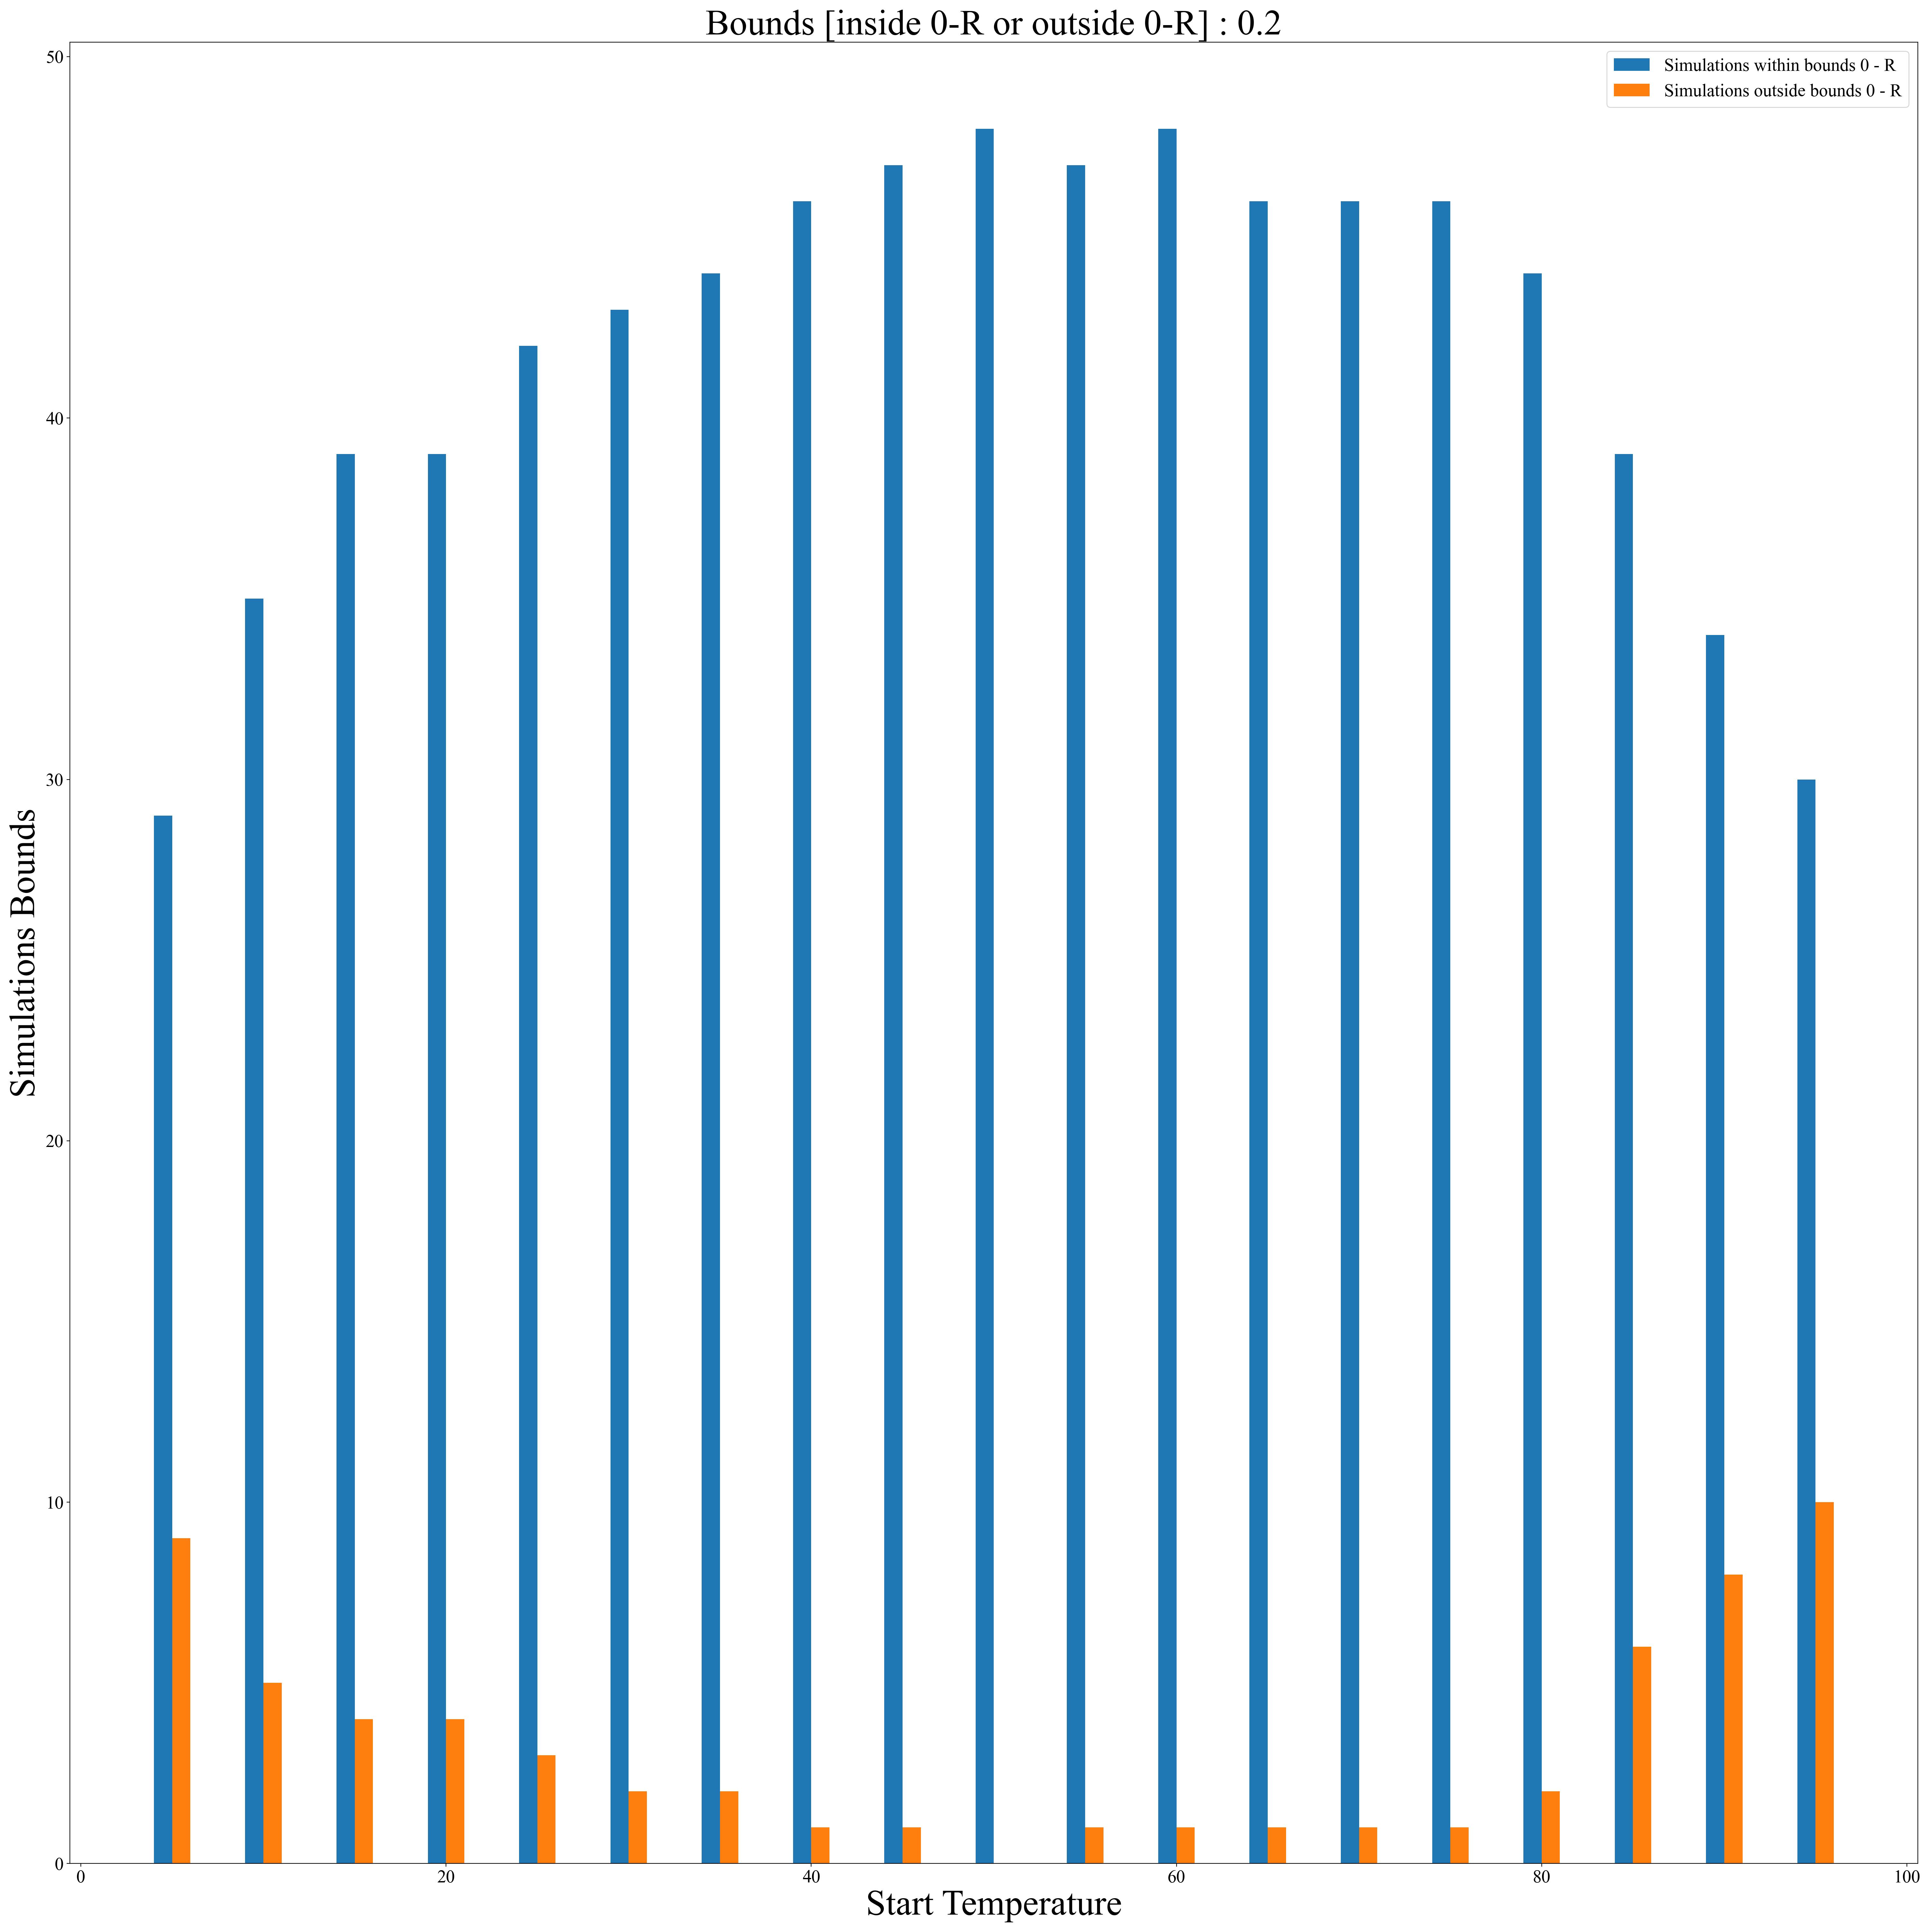 Bounds [inside 0-R or outside 0-R] : 0.2
Simulations within bounds 0 - R
Simulations outside bounds 0 - R
Simulations Bounds
50
40
30
20
10
0
0 20 40 60 80 100
Start Temperature